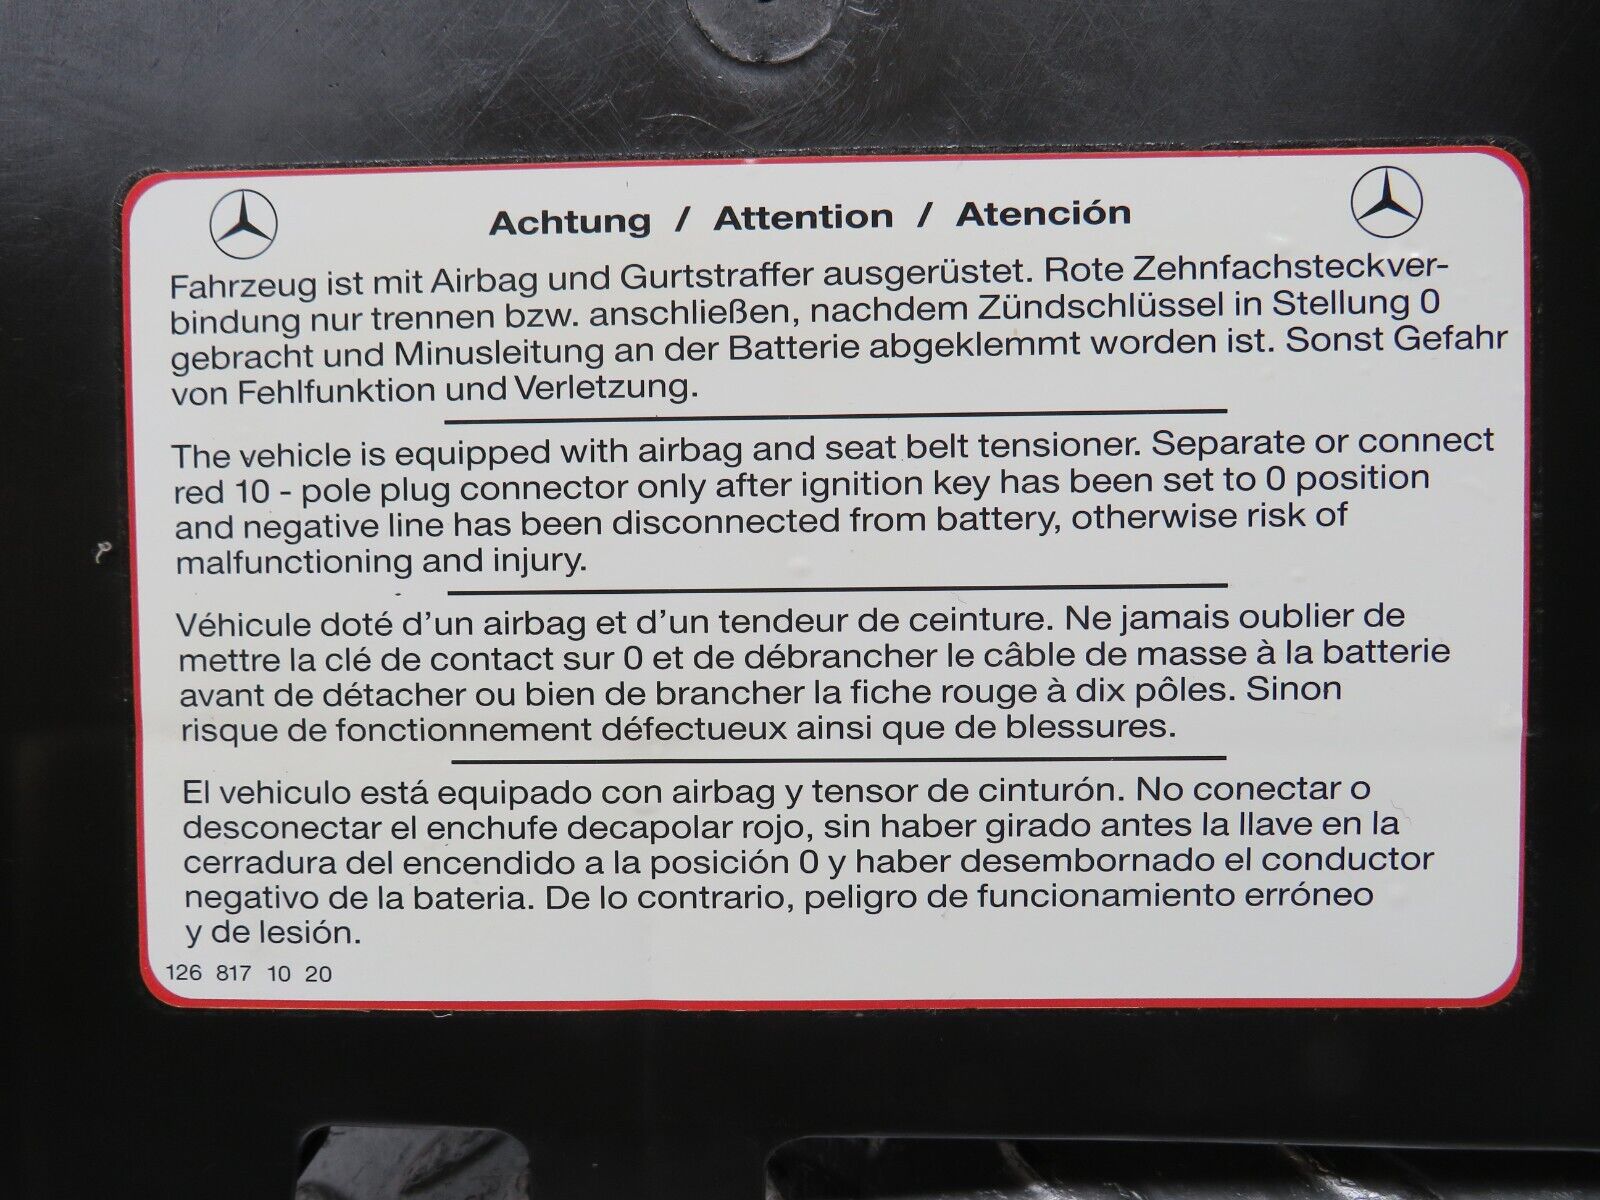 Achtung / Attention / Atención
Fahrzeug ist mit Airbag und Gurtstraffer ausgerüstet. Rote Zehnfachsteckver-
bindung nur trennen bzw. anschließen, nachdem Zündschlüssel in Stellung 0
gebracht und Minusleitung an der Batterie abgeklemmt worden ist. Sonst Gefahr
von Fehlfunktion und Verletzung.
The vehicle is equipped with airbag and seat belt tensioner. Separate or connect
red 10 - pole plug connector only after ignition key has been set to 0 position
and negative line has been disconnected from battery, otherwise risk of
malfunctioning and injury.
Véhicule doté d'un airbag et d'un tendeur de ceinture. Ne jamais oublier de
mettre la clé de contact sur 0 et de débrancher le câble de masse à la batterie
avant de détacher ou bien de brancher la fiche rouge à dix pôles. Sinon
risque de fonctionnement défectueux ainsi que de blessures.
El vehiculo está equipado con airbag y tensor de cinturón. No conectar o
desconectar el enchufe decapolar rojo, sin haber girado antes la llave en la
cerradura del encendido a la posición 0 y haber desembornado el conductor
negativo de la bateria. De lo contrario, peligro de funcionamiento erróneo
y de lesión.
126 817 10 20